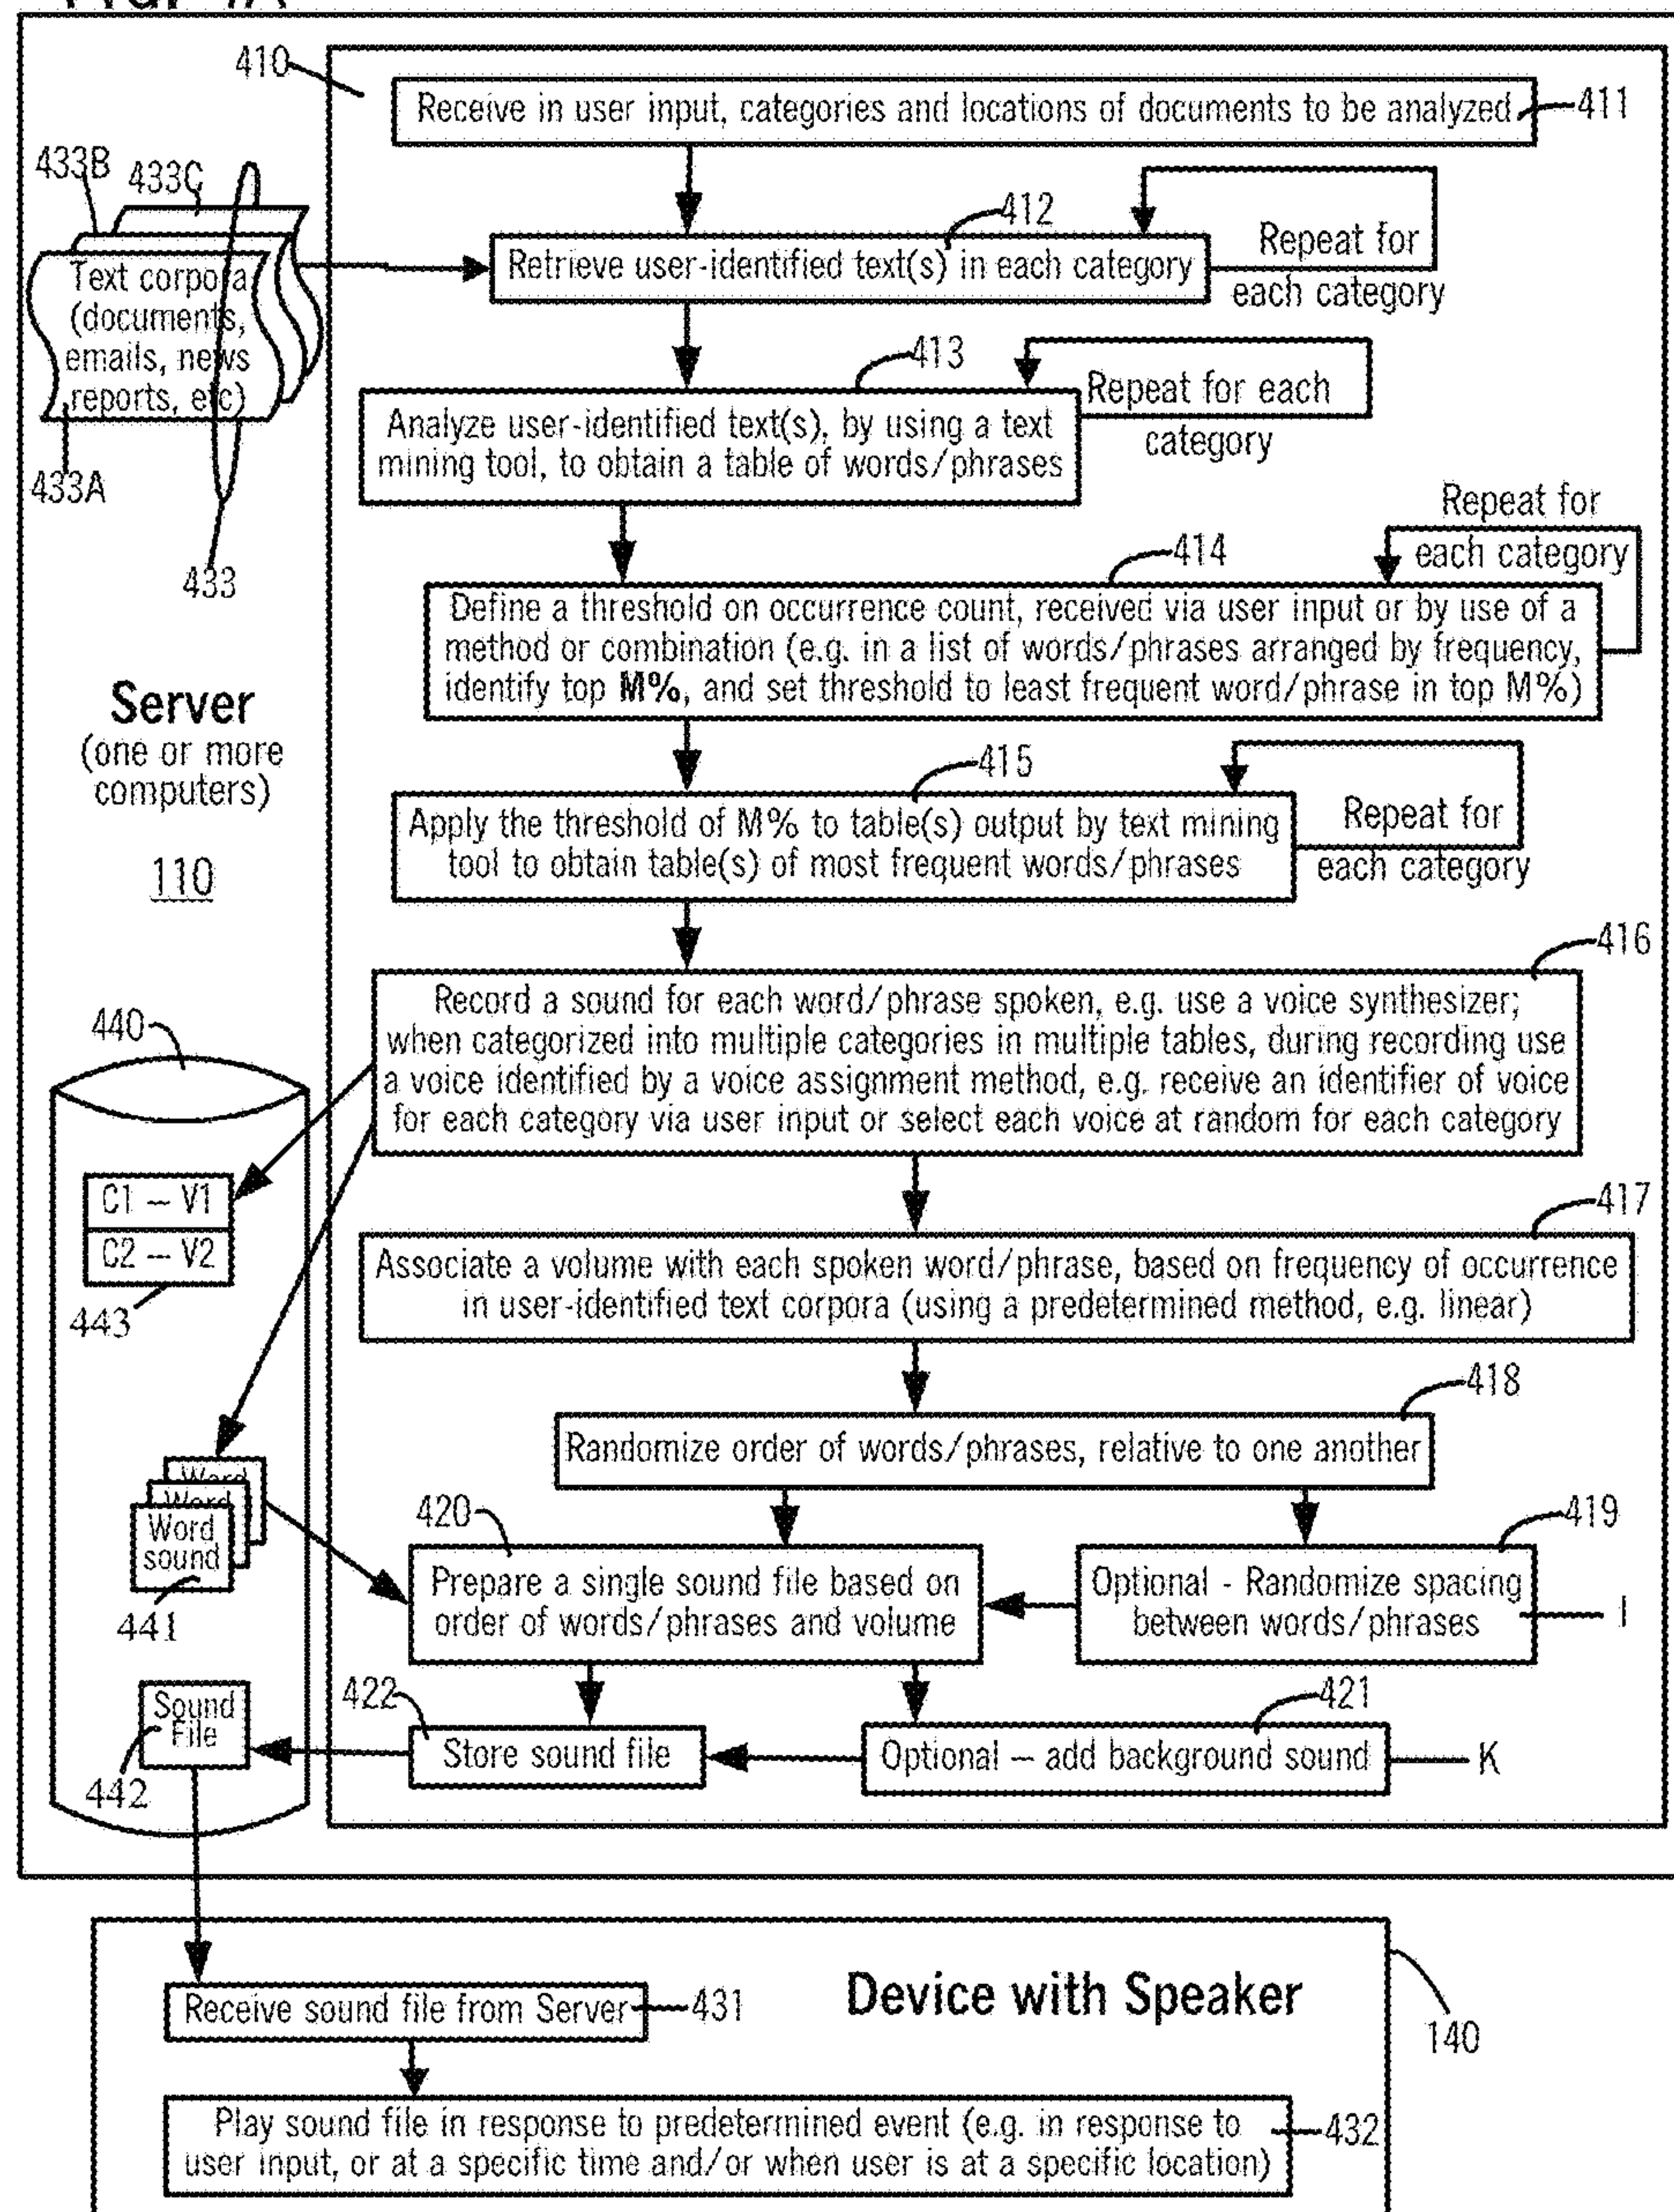 410
Receive in user input, categories and locations of documents to be analyzed
411
433B
433C
412
Retrieve user-identified text(s) in each category
Repeat for
each category
Text corpora
(documents,
emails, news
reports, etc)
433A
433
413
Analyze user-identified text(s), by using a text
mining tool, to obtain a table of words/phrases
Repeat for each
category
Repeat for
each category
414
Define a threshold on occurrence count, received via user input or by use of a
method or combination (e.g. in a list of words/phrases arranged by frequency,
identify top M%, and set threshold to least frequent word/phrase in top M%)
Server
(one or more
computers)
110
415
Apply the threshold of M% to table(s) output by text mining
tool to obtain table(s) of most frequent words/phrases
Repeat for
each category
416
Record a sound for each word/phrase spoken, e.g. use a voice synthesizer;
when categorized into multiple categories in multiple tables, during recording use
a voice identified by a voice assignment method, e.g. receive an identifier of voice
for each category via user input or select each voice at random for each category
440
C1 – V1
C2 – V2
443
417
Associate a volume with each spoken word/phrase, based on frequency of occurrence
in user-identified text corpora (using a predetermined method, e.g. linear)
418
Randomize order of words/phrases, relative to one another
Word
Word
Word
sound
441
420
Prepare a single sound file based on
order of words/phrases and volume
419
Optional - Randomize spacing
between words/phrases
I
Sound
File
442
422
Store sound file
421
Optional – add background sound
K
Device with Speaker
140
Receive sound file from Server
431
Play sound file in response to predetermined event (e.g. in response to
user input, or at a specific time and/or when user is at a specific location)
432